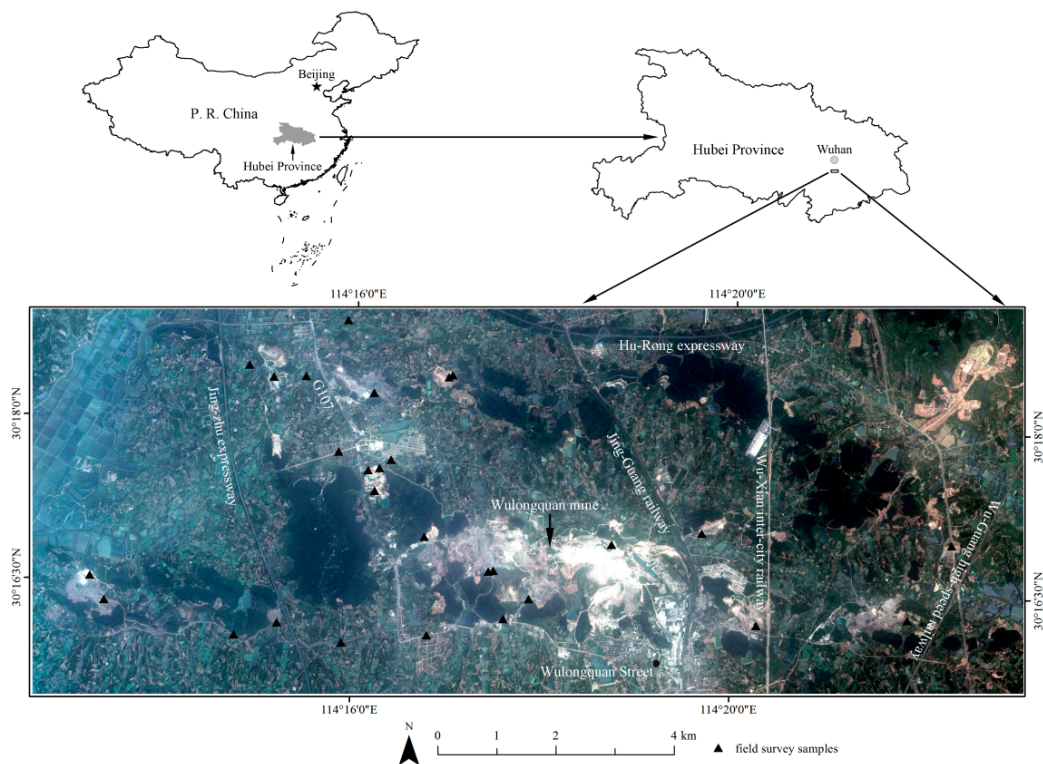 Beijing
P. R. China
Hubei Province
Hubei Province
Wuhan
114°16'0"E
114°20'0"E
Hu-Rong expressway
G107
Jing-zhu expressway
30°18'0"N
30°18'0"N
Jing-Guang railway
Wu-Xian inter-city railway
Wu-Guang high-speed railway
Wulongquan mine
30°16'30"N
30°16'30"N
Wulongquan Street
114°16'0"E
114°20'0"E
N
0 1 2 4 km
field survey samples